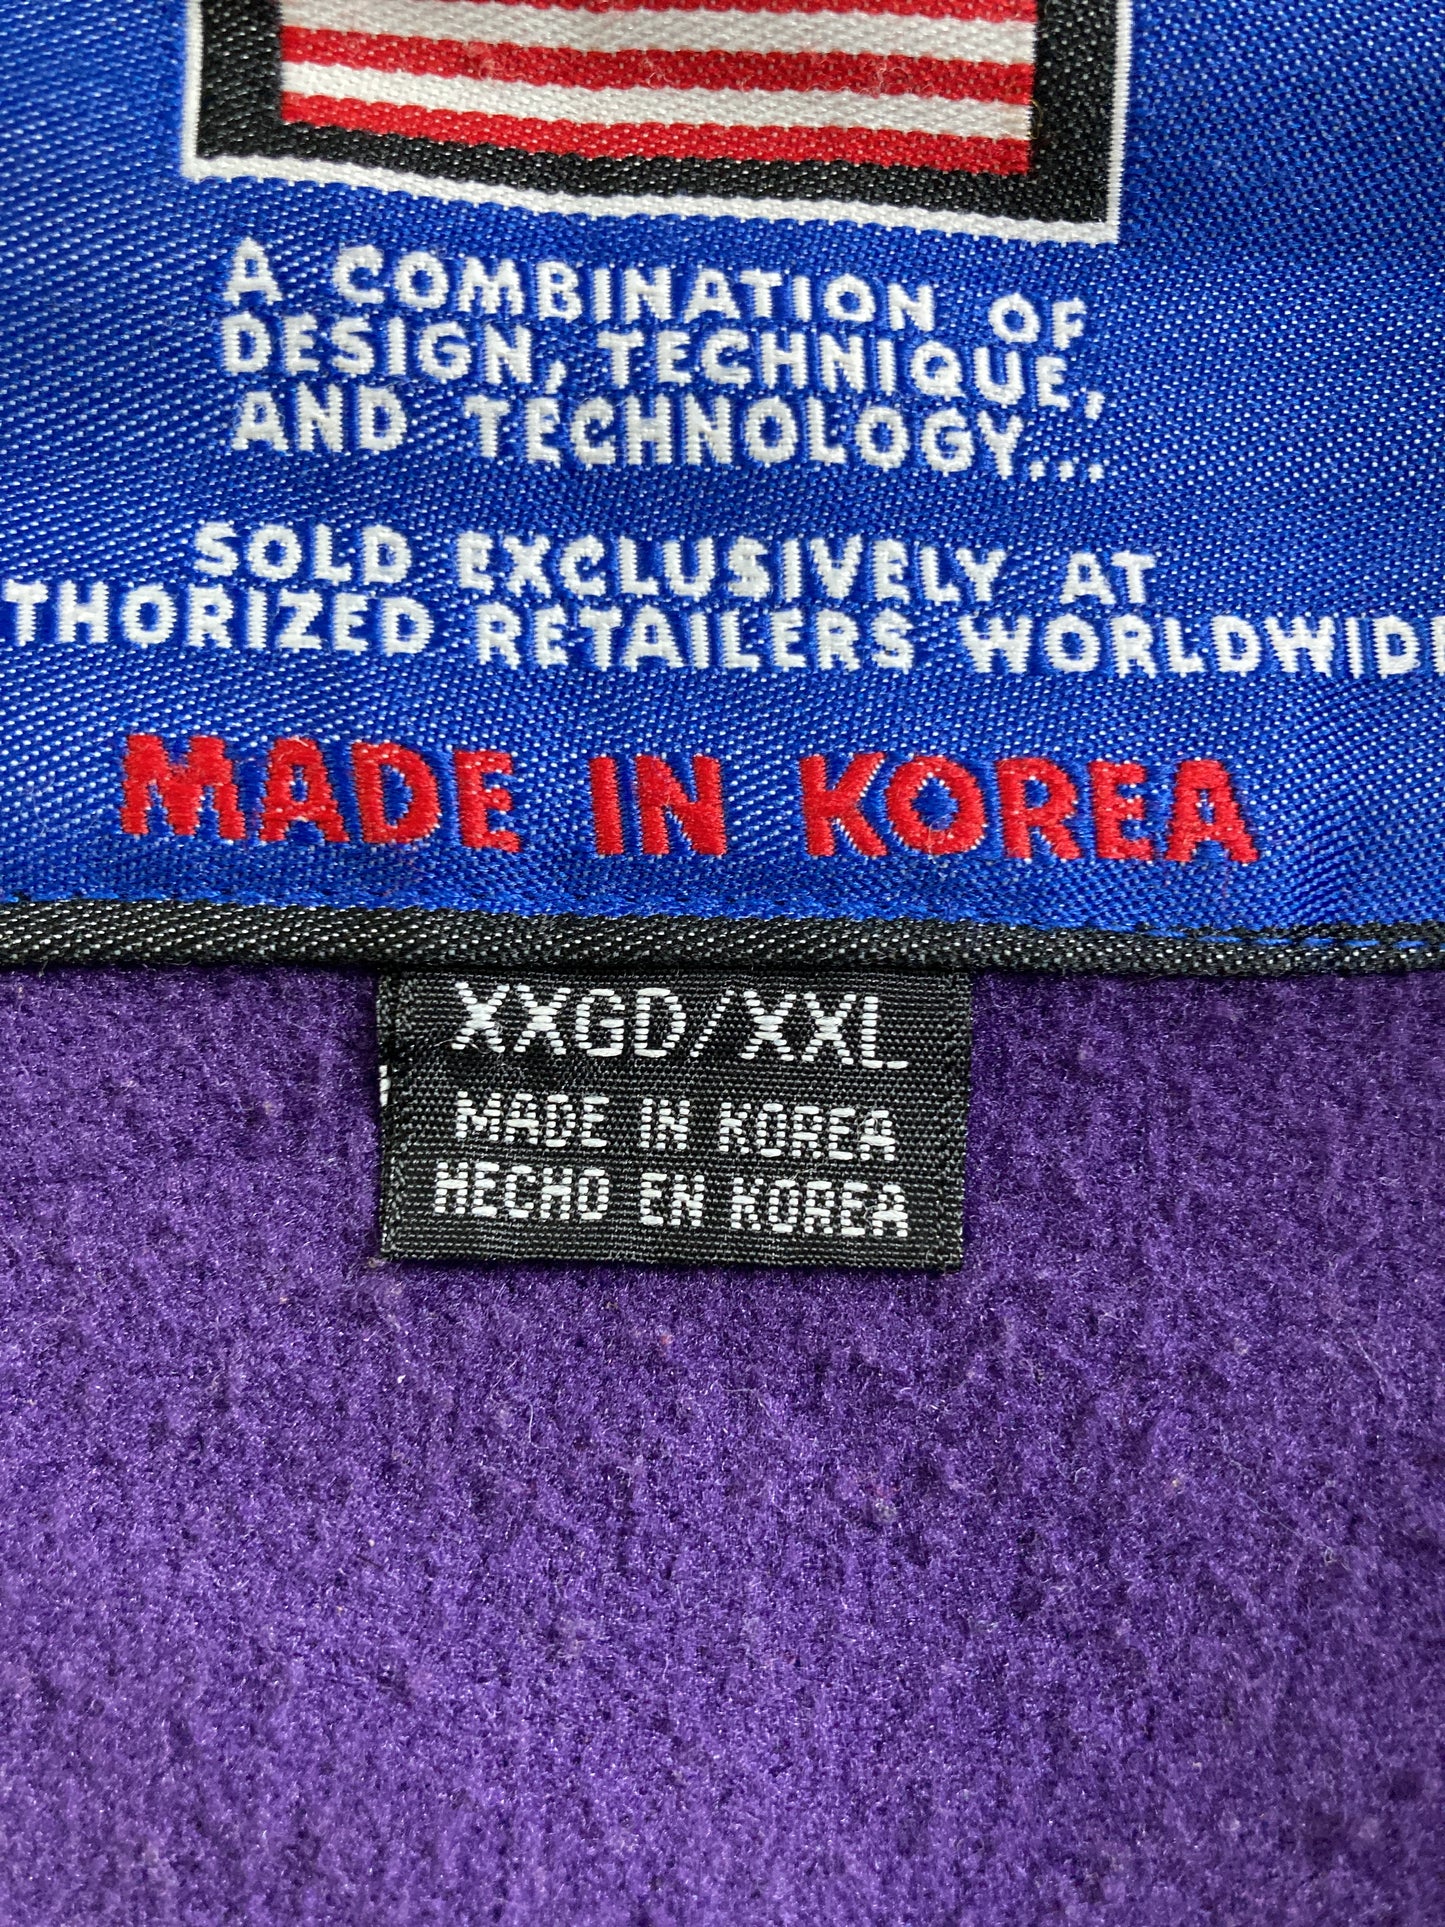 A COMBINATION OF
DESIGN, TECHNIQUE,
AND TECHNOLOGY...
SOLD EXCLUSIVELY AT
THORIZED RETAILERS WORLDWIDE
MADE IN KOREA
XXGD/XXL
MADE IN KOREA
HECHO EN KOREA